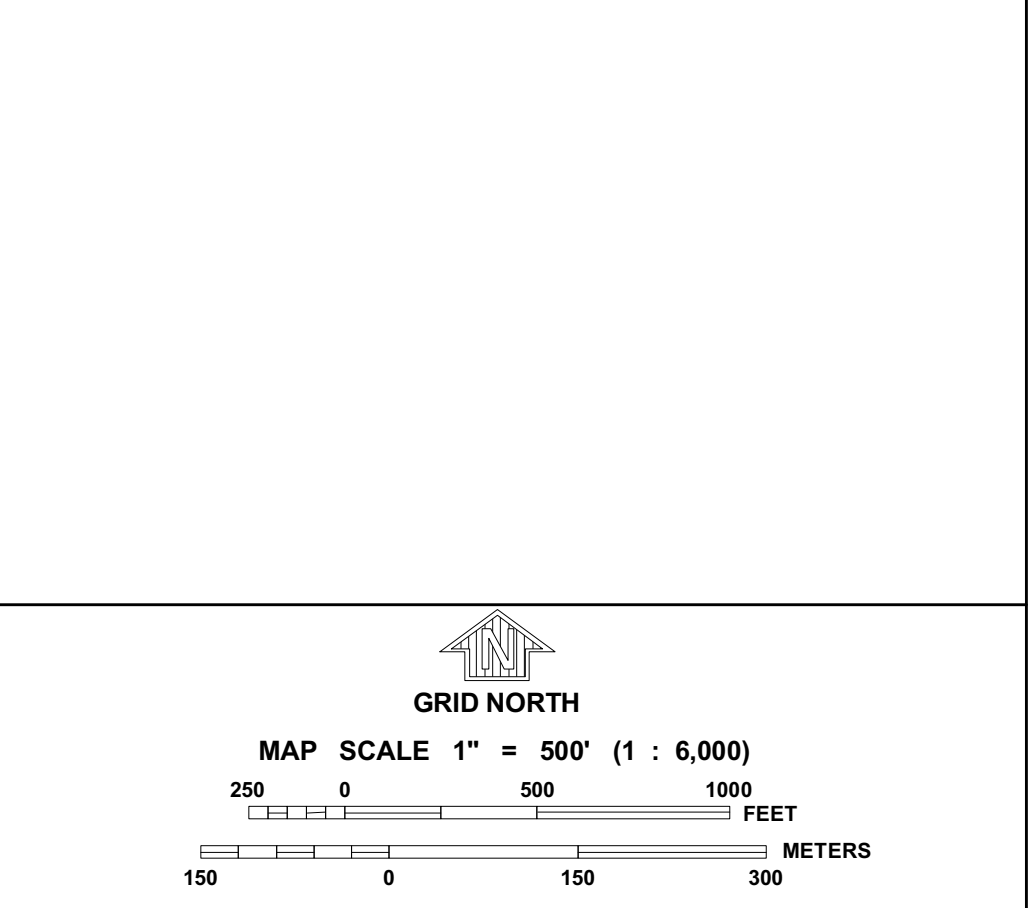 N
GRID NORTH
MAP SCALE 1" = 500' (1 : 6,000)
250 0 500 1000
FEET
METERS
150 0 150 300